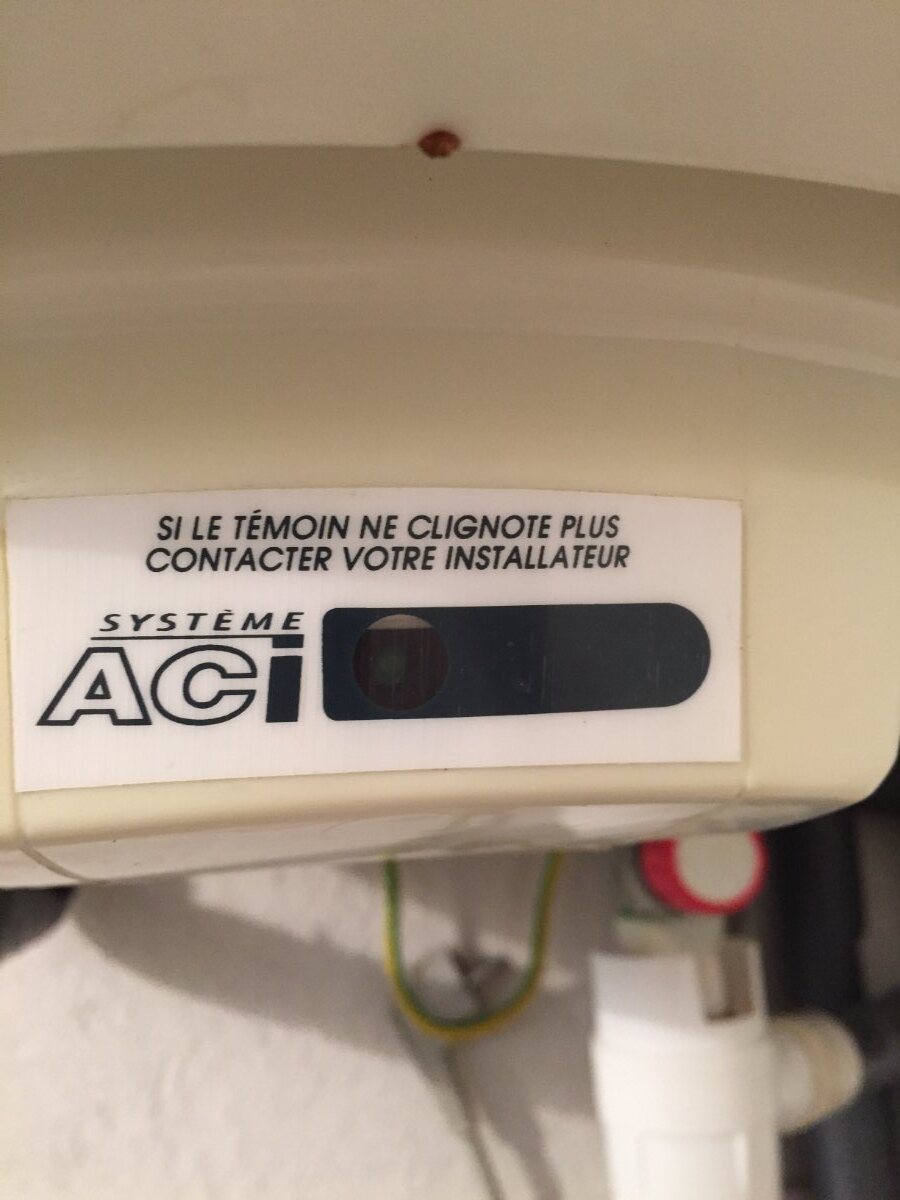 SI LE TÉMOIN NE CLIGNOTE PLUS
CONTACTER VOTRE INSTALLATEUR
SYSTÈME
ACi